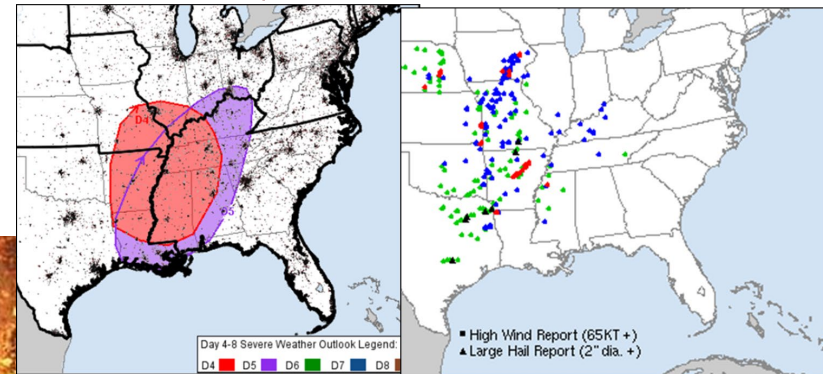 D4
D5
Day 4-8 Severe Weather Outlook Legend:
D4 D5 D6 D7 D8
High Wind Report (65KT +)
Large Hail Report (2" dia. +)